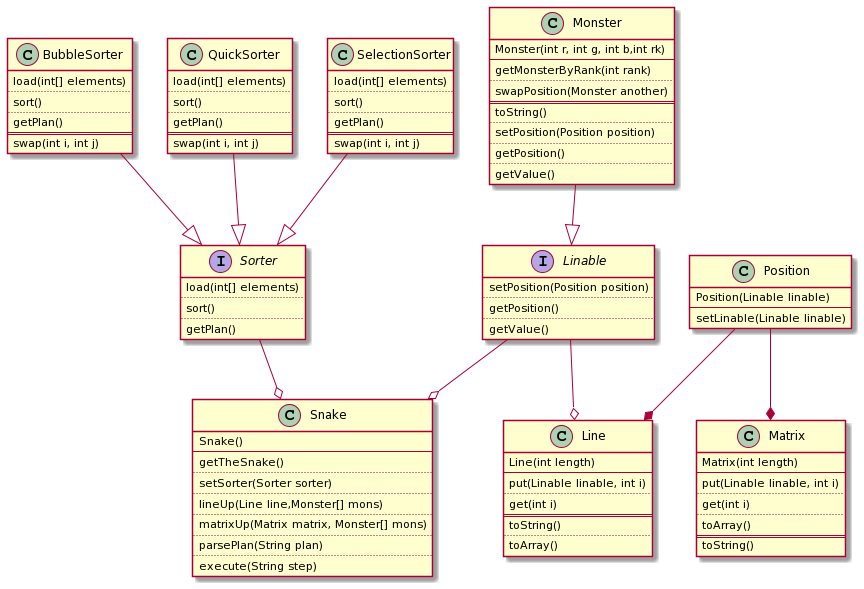 C BubbleSorter
load(int[] elements)
sort()
getPlan()
swap(int i, int j)
C QuickSorter
load(int[] elements)
sort()
getPlan()
swap(int i, int j)
C SelectionSorter
load(int[] elements)
sort()
getPlan()
swap(int i, int j)
C Monster
Monster(int r, int g, int b,int rk)
getMonsterByRank(int rank)
swapPosition(Monster another)
toString()
setPosition(Position position)
getPosition()
getValue()
I Sorter
load(int[] elements)
sort()
getPlan()
I Linable
setPosition(Position position)
getPosition()
getValue()
C Position
Position(Linable linable)
setLinable(Linable linable)
C Snake
Snake()
getTheSnake()
setSorter(Sorter sorter)
lineUp(Line line,Monster[] mons)
matrixUp(Matrix matrix, Monster[] mons)
parsePlan(String plan)
execute(String step)
C Line
Line(int length)
put(Linable linable, int i)
get(int i)
toString()
toArray()
C Matrix
Matrix(int length)
put(Linable linable, int i)
get(int i)
toArray()
toString()